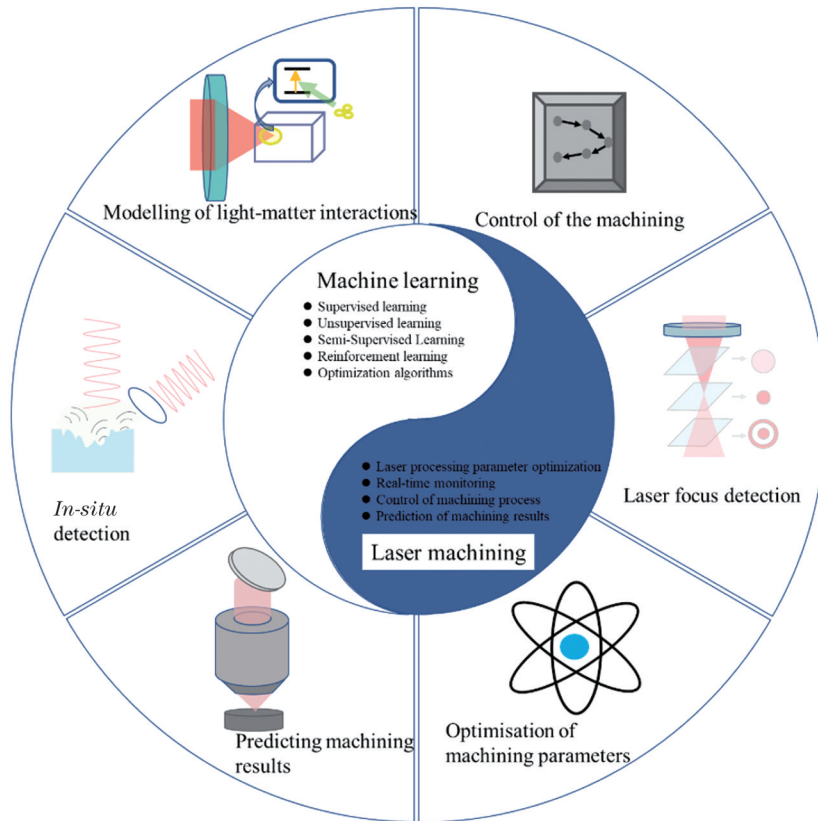 Modelling of light-matter interactions
Control of the machining
Machine learning
● Supervised learning
● Unsupervised learning
● Semi-Supervised Learning
● Reinforcement learning
● Optimization algorithms
● Laser processing parameter optimization
● Real-time monitoring
● Control of machining process
● Prediction of machining results
Laser machining
Laser focus detection
In-situ
detection
Predicting machining
results
Optimisation of
machining parameters